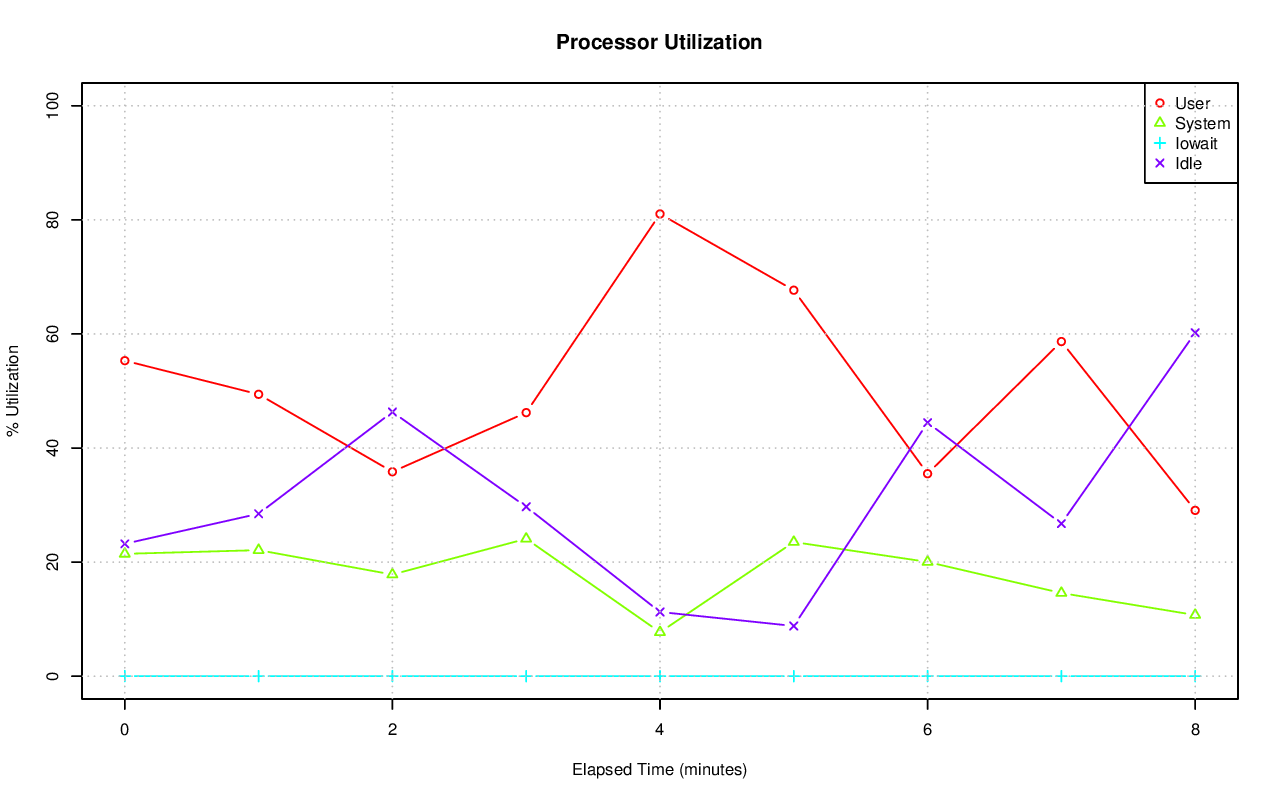 Processor Utilization
User
System
Iowait
Idle
% Utilization
100
80
60
40
20
0
0 2 4 6 8
Elapsed Time (minutes)